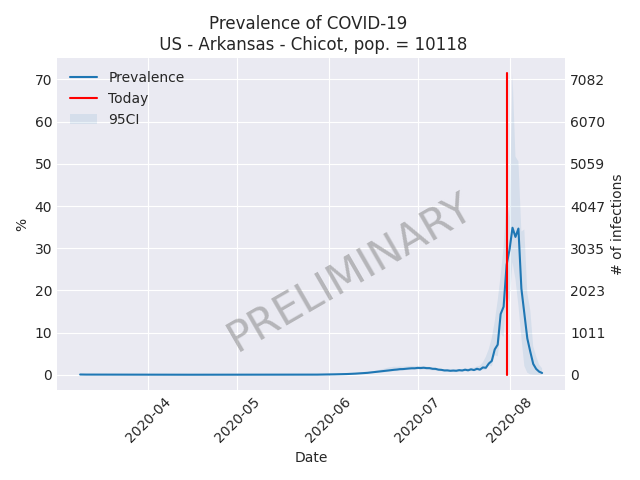 Prevalence of COVID-19
US - Arkansas - Chicot, pop. = 10118
Prevalence
Today
95CI
70
60
50
40
30
20
10
0
%
7082
6070
5059
4047
3035
2023
1011
0
# of infections
PRELIMINARY
2020-04
2020-05
2020-06
2020-07
2020-08
Date